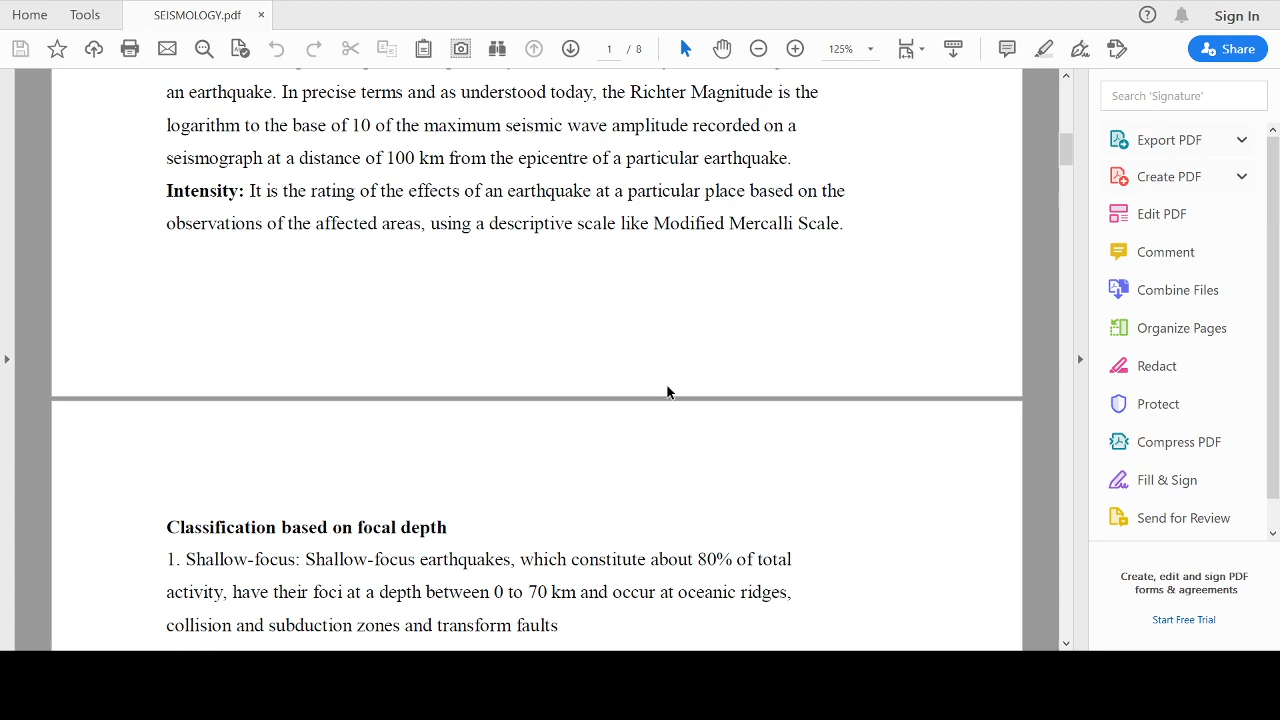 Home Tools SEISMOLOGY.pdf × Sign In
1 / 8 125% Share
an earthquake. In precise terms and as understood today, the Richter Magnitude is the
logarithm to the base of 10 of the maximum seismic wave amplitude recorded on a
seismograph at a distance of 100 km from the epicentre of a particular earthquake.
Intensity: It is the rating of the effects of an earthquake at a particular place based on the
observations of the affected areas, using a descriptive scale like Modified Mercalli Scale.
Classification based on focal depth
1. Shallow-focus: Shallow-focus earthquakes, which constitute about 80% of total
activity, have their foci at a depth between 0 to 70 km and occur at oceanic ridges,
collision and subduction zones and transform faults
Search 'Signature'
Export PDF
Create PDF
Edit PDF
Comment
Combine Files
Organize Pages
Redact
Protect
Compress PDF
Fill & Sign
Send for Review
Create, edit and sign PDF
forms & agreements
Start Free Trial